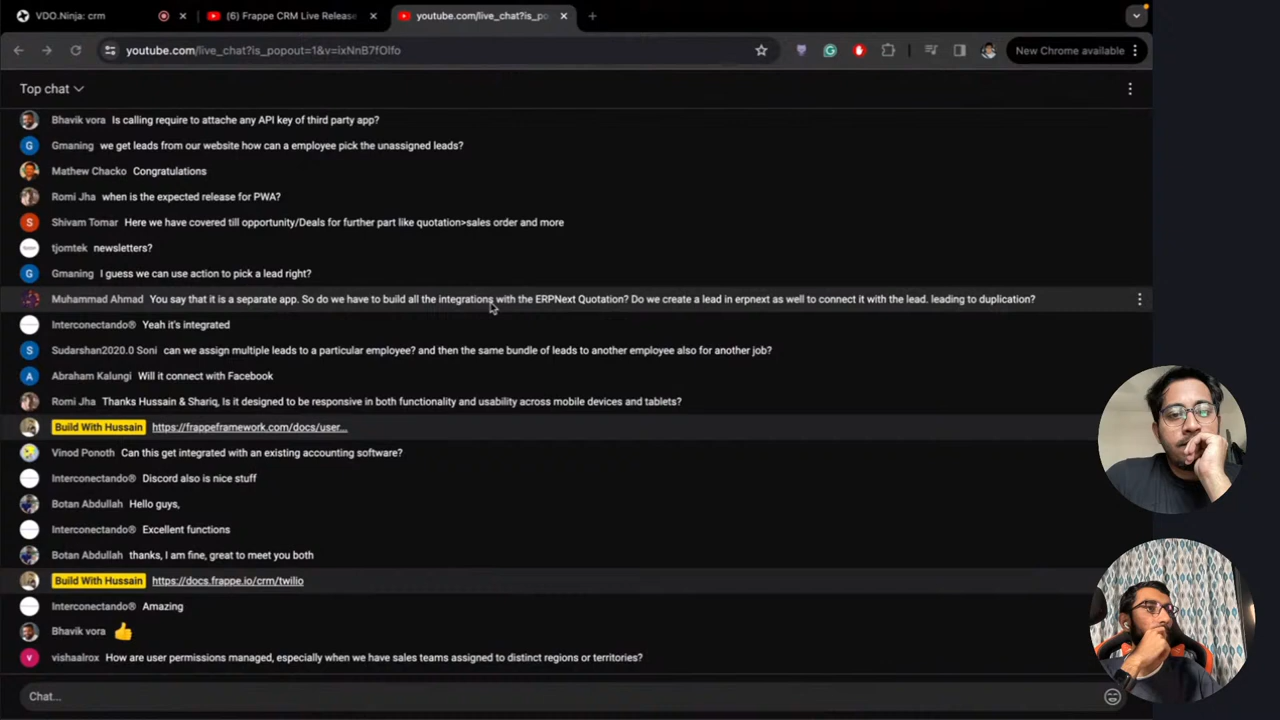 VDO.Ninja: crm
(6) Frappe CRM Live Release
youtube.com/live_chat?is_po
youtube.com/live_chat?is_popout=1&v=ixNnB7fOlfo
New Chrome available
Top chat
Bhavik vora Is calling require to attache any API key of third party app?
Gmaning we get leads from our website how can a employee pick the unassigned leads?
Mathew Chacko Congratulations
Romi Jha when is the expected release for PWA?
S Shivam Tomar Here we have covered till opportunity/Deals for further part like quotation>sales order and more
tjomtek newsletters?
G Gmaning I guess we can use action to pick a lead right?
Muhammad Ahmad You say that it is a separate app. So do we have to build all the integrations with the ERPNext Quotation? Do we create a lead in erpnext as well to connect it with the lead. leading to duplication?
Interconectando® Yeah it's integrated
S Sudarshan2020.0 Soni can we assign multiple leads to a particular employee? and then the same bundle of leads to another employee also for another job?
A Abraham Kalungi Will it connect with Facebook
Romi Jha Thanks Hussain & Shariq, Is it designed to be responsive in both functionality and usability across mobile devices and tablets?
Build With Hussain https://frappeframework.com/docs/user...
Vinod Ponoth Can this get integrated with an existing accounting software?
Interconectando® Discord also is nice stuff
Botan Abdullah Hello guys,
Interconectando® Excellent functions
Botan Abdullah thanks, I am fine, great to meet you both
Build With Hussain https://docs.frappe.io/crm/twilio
Interconectando® Amazing
Bhavik vora 👍
v vishaalrox How are user permissions managed, especially when we have sales teams assigned to distinct regions or territories?
Chat...